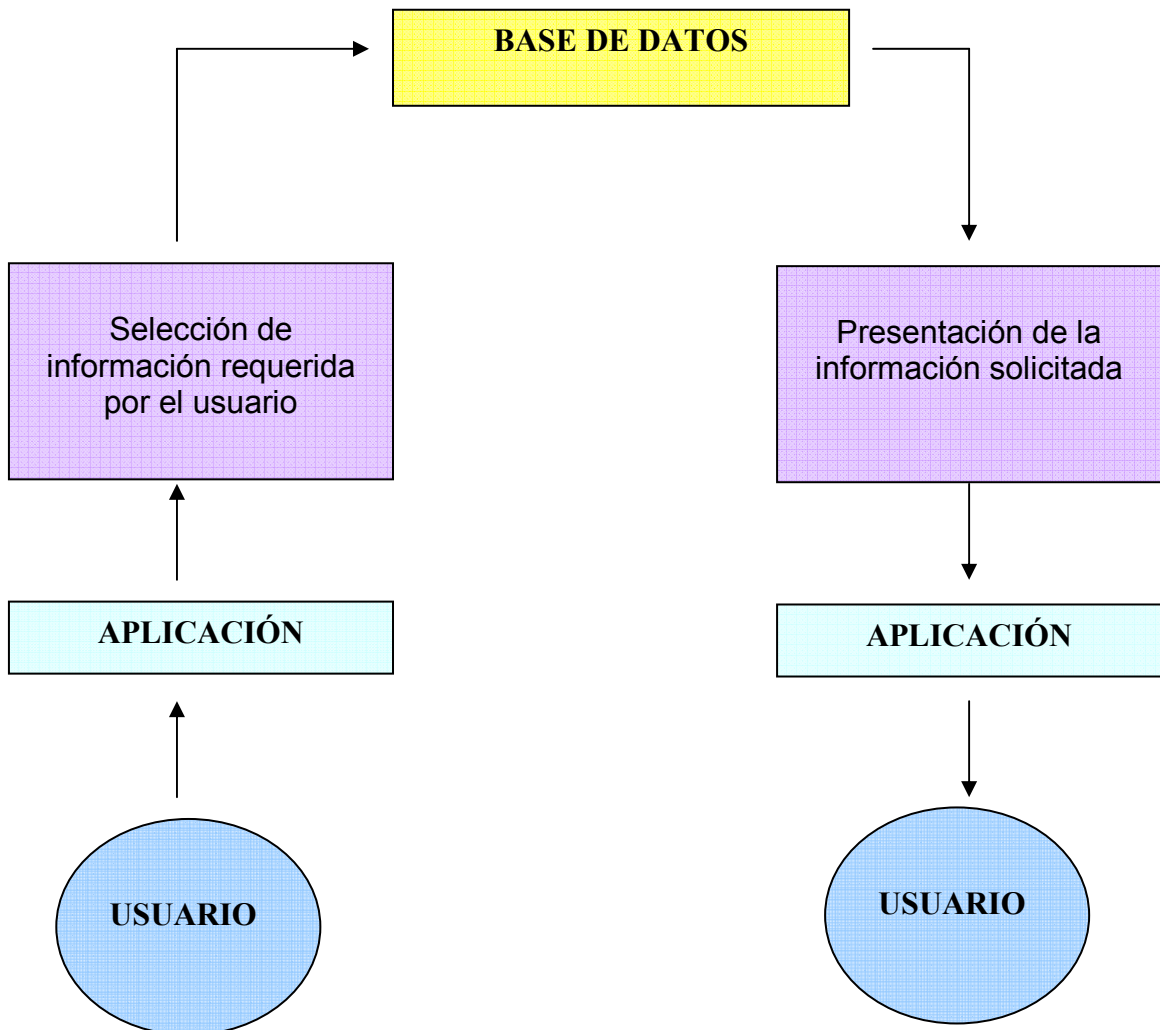 BASE DE DATOS
Selección de
información requerida
por el usuario
Presentación de la
información solicitada
APLICACIÓN
APLICACIÓN
USUARIO
USUARIO